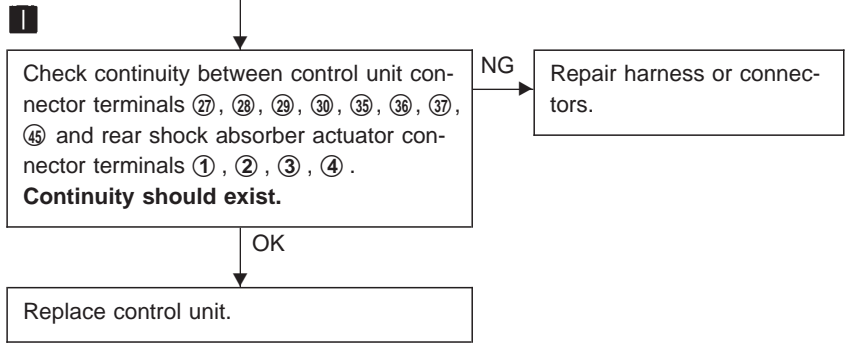 I
Check continuity between control unit con-
NG
nector terminals ㉗, ㉘, ㉙, ㉚, ㉟, ㊱, ㊲,
㊺ and rear shock absorber actuator con-
nector terminals ①, ②, ③, ④.
Continuity should exist.
Repair harness or connec-
tors.
OK
Replace control unit.